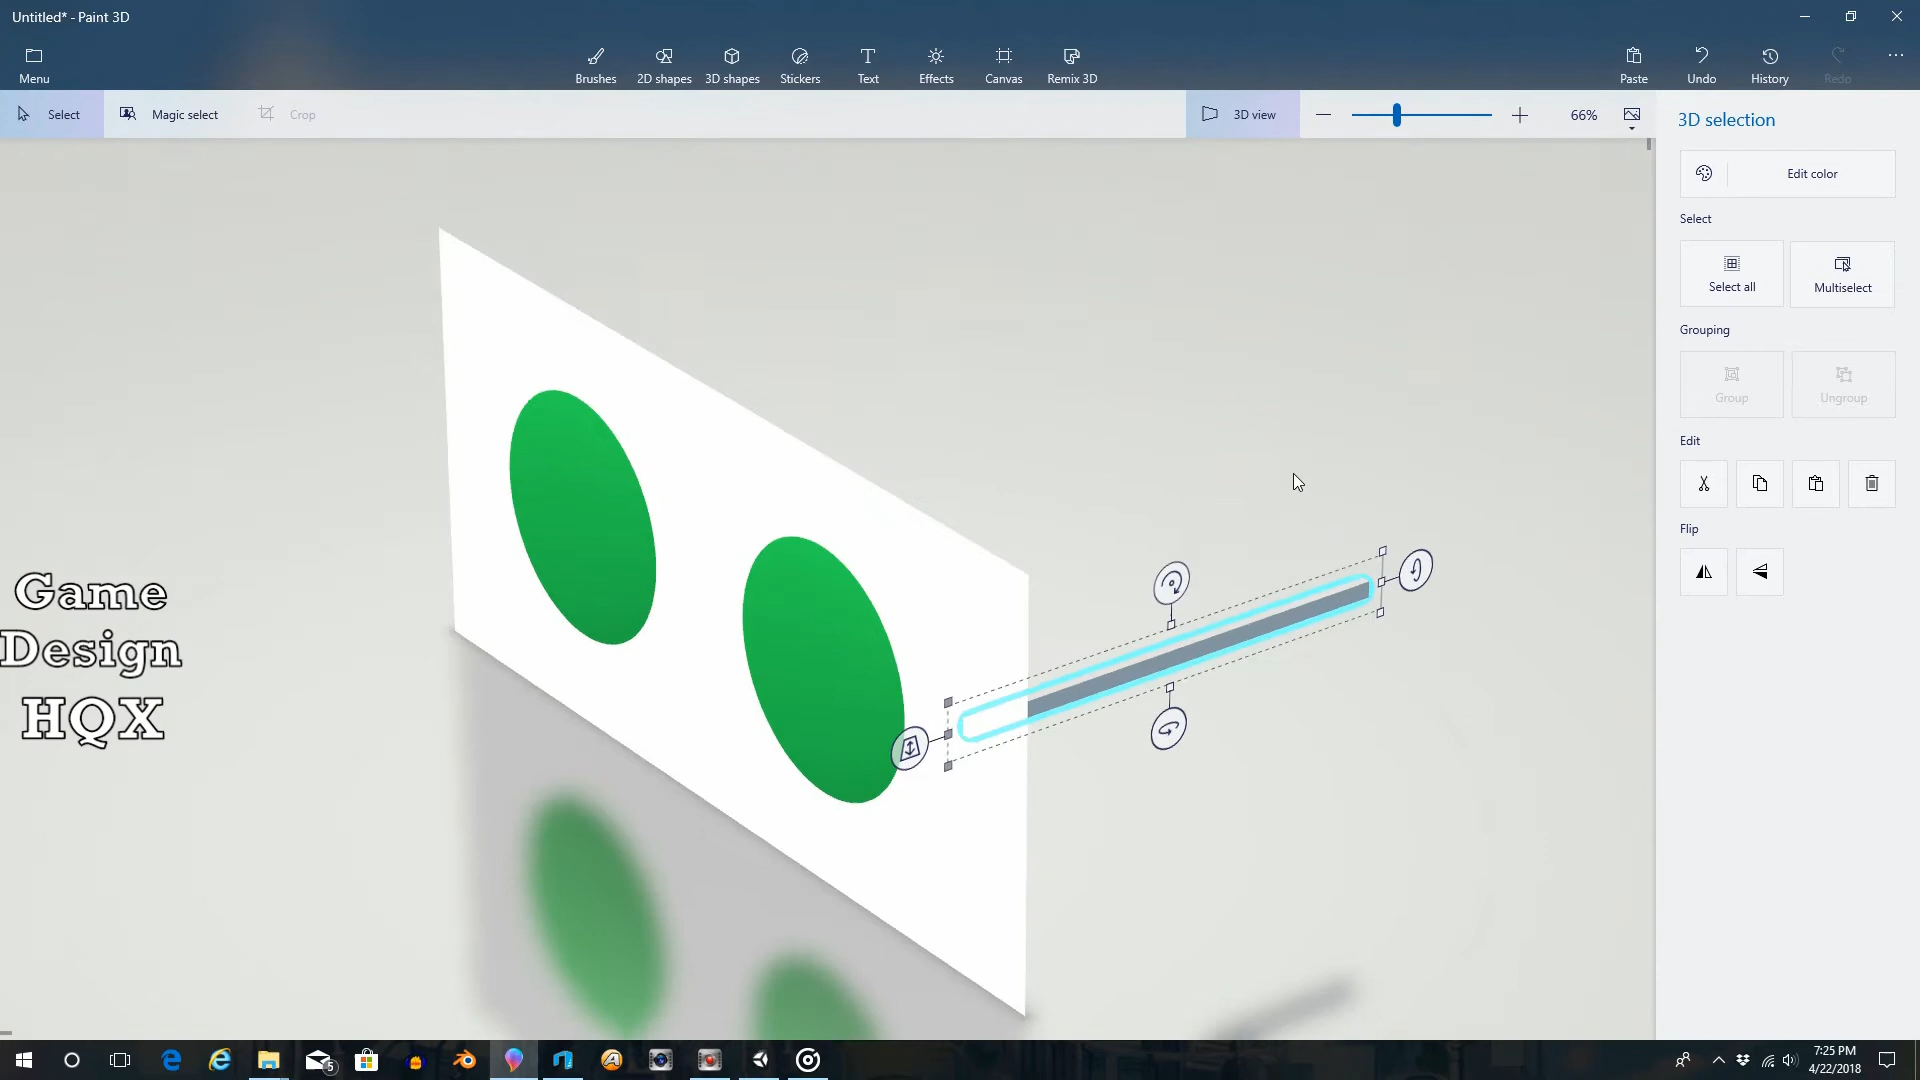 Untitled* - Paint 3D
Menu
Brushes
2D shapes
3D shapes
Stickers
Text
Effects
Canvas
Remix 3D
Paste
Undo
History
Redo
Select
Magic select
Crop
3D view
66%
3D selection
Edit color
Select
Select all
Multiselect
Grouping
Group
Ungroup
Edit
Flip
Game
Design
HQX
5
7:25 PM
4/22/2018